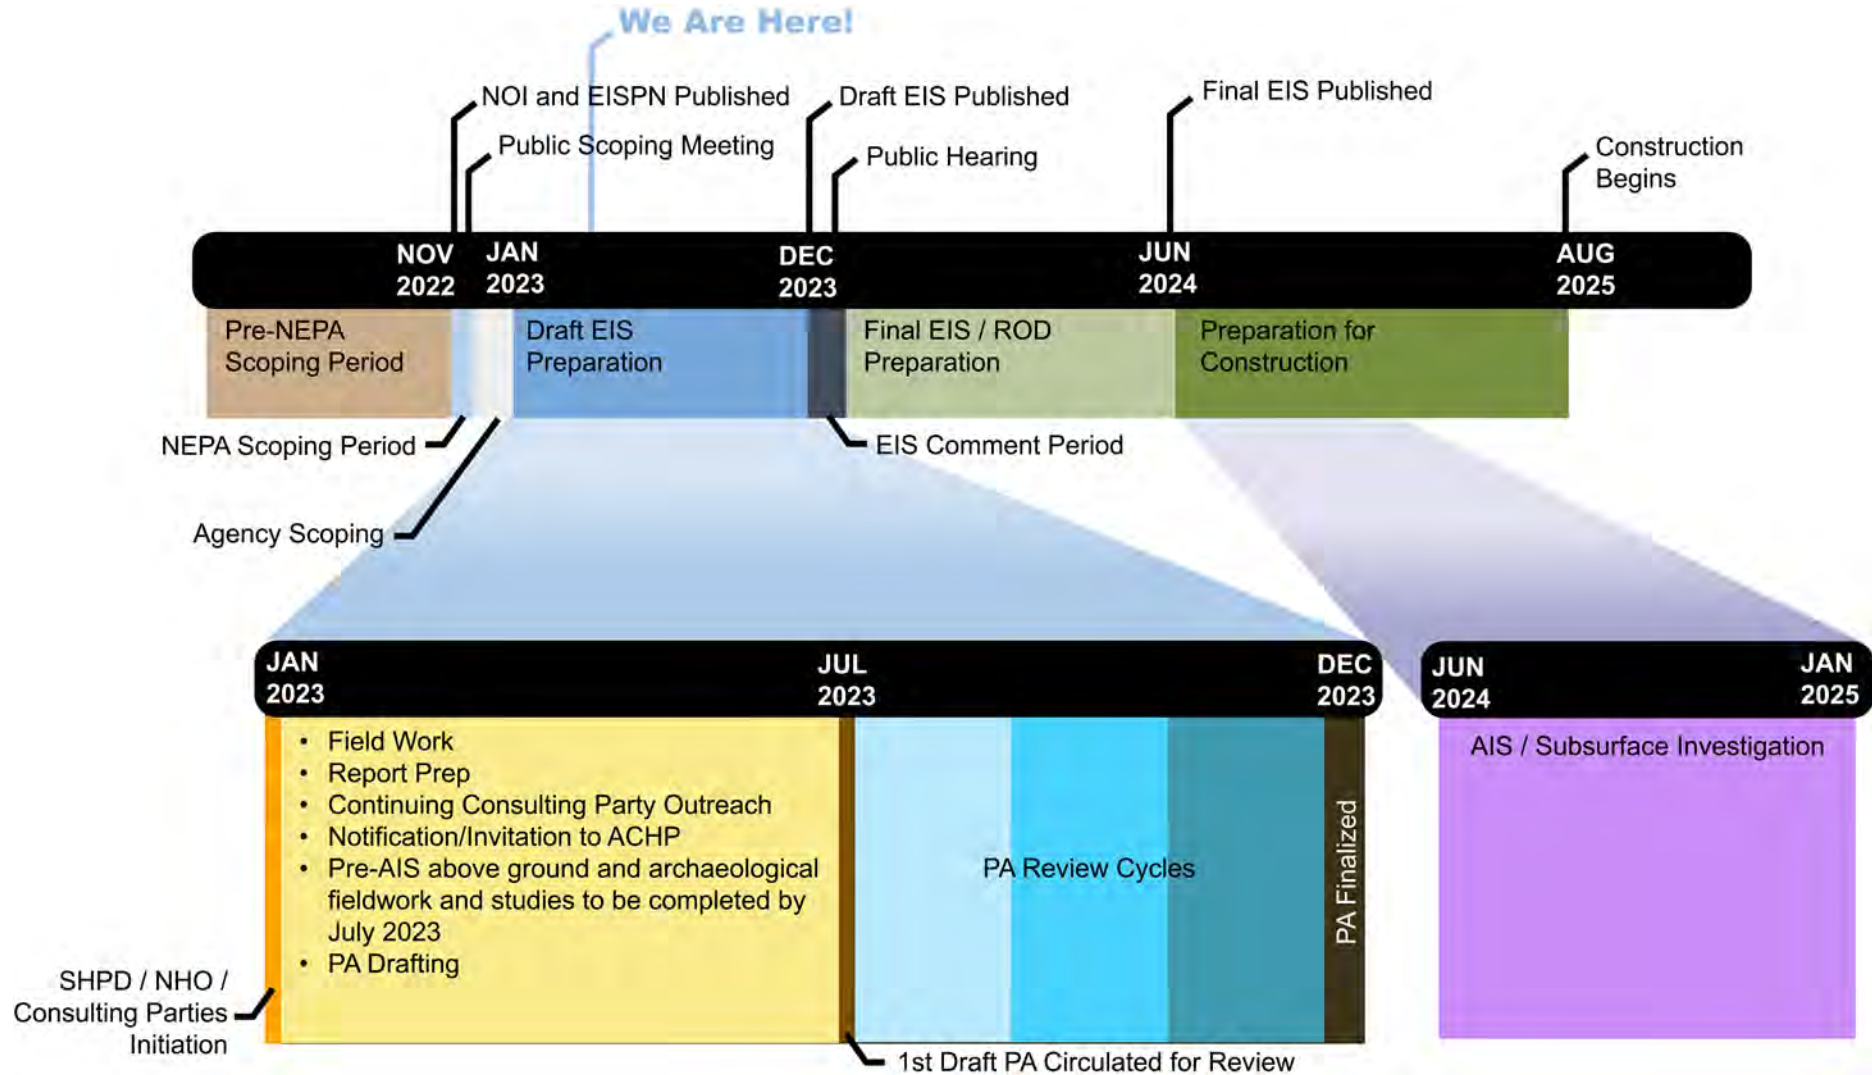 We Are Here!
NOI and EISPN Published
Public Scoping Meeting
Draft EIS Published
Public Hearing
Final EIS Published
Construction
Begins
NOV
2022
JAN
2023
DEC
2023
JUN
2024
AUG
2025
Pre-NEPA
Scoping Period
Draft EIS
Preparation
Final EIS / ROD
Preparation
Preparation for
Construction
NEPA Scoping Period
EIS Comment Period
Agency Scoping
JAN
2023
JUL
2023
DEC
2023
JUN
2024
JAN
2025
• Field Work
• Report Prep
• Continuing Consulting Party Outreach
• Notification/Invitation to ACHP
• Pre-AIS above ground and archaeological
fieldwork and studies to be completed by
July 2023
• PA Drafting
PA Review Cycles
PA Finalized
AIS / Subsurface Investigation
SHPD / NHO /
Consulting Parties
Initiation
1st Draft PA Circulated for Review